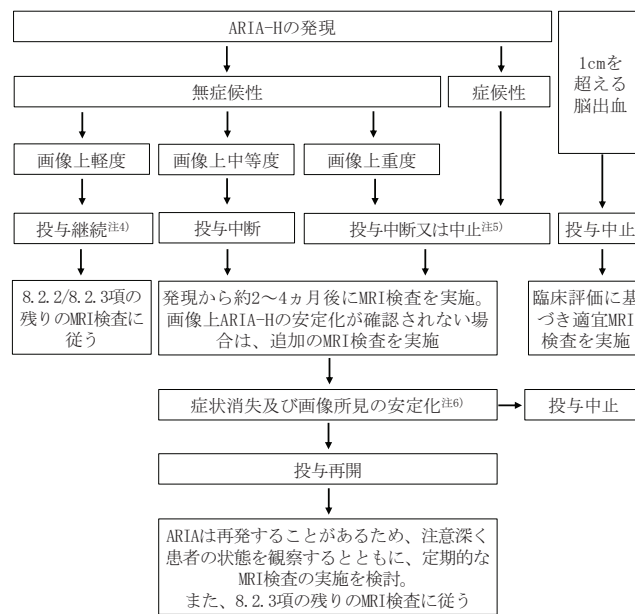 ARIA-Hの発現
1cmを
超える
脳出血
無症候性
症候性
画像上軽度
画像上中等度
画像上重度
投与継続注4)
投与中断
投与中断又は中止注5)
投与中止
8.2.2/8.2.3項の
残りのMRI検査に
従う
発現から約2～4ヵ月後にMRI検査を実施。
画像上ARIA-Hの安定化が確認されない場
合は、追加のMRI検査を実施
臨床評価に基
づき適宜MRI
検査を実施
症状消失及び画像所見の安定化注6)
投与中止
投与再開
ARIAは再発することがあるため、注意深く
患者の状態を観察するとともに、定期的な
MRI検査の実施を検討。
また、8.2.3項の残りのMRI検査に従う